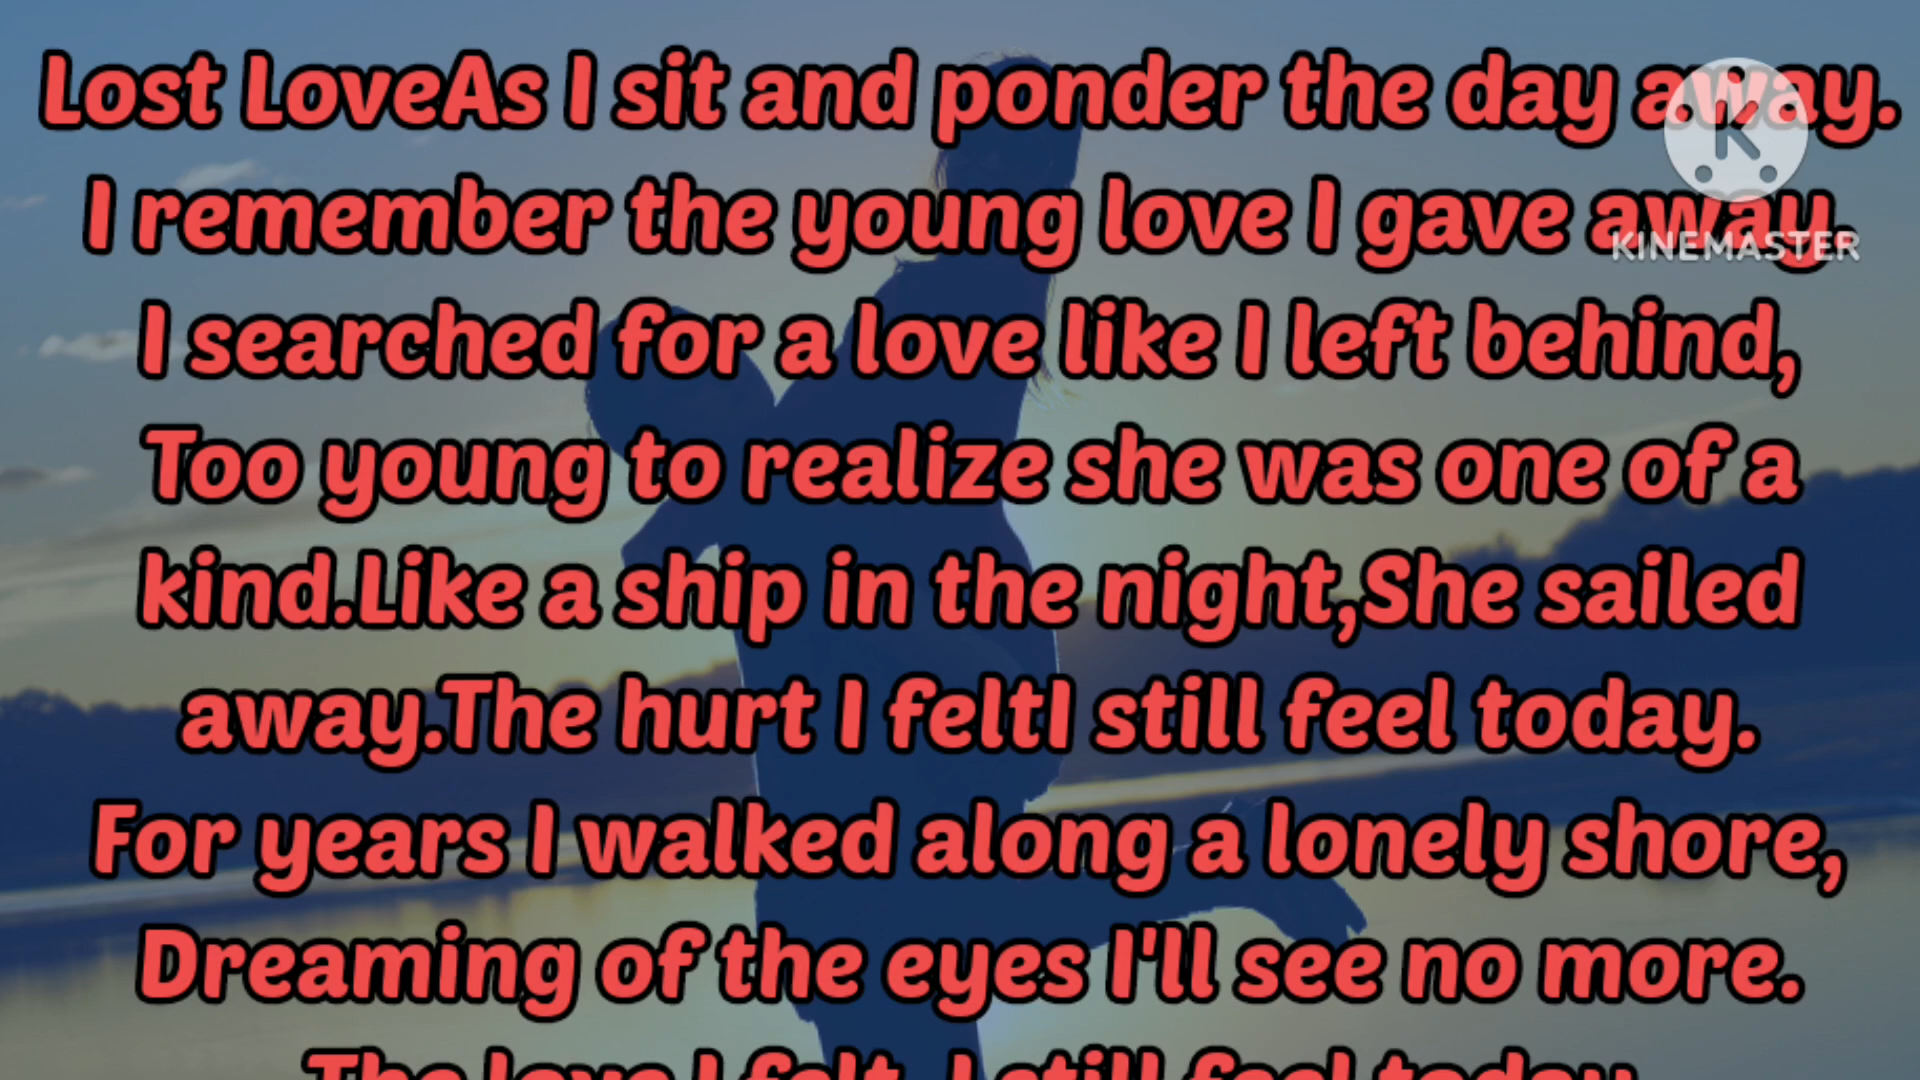 Lost LoveAs I sit and ponder the day away.
I remember the young love I gave away.
I searched for a love like I left behind,
Too young to realize she was one of a
kind.Like a ship in the night,She sailed
away.The hurt I feltI still feel today.
For years I walked along a lonely shore,
Dreaming of the eyes I'll see no more.
The love I felt, I still feel today
K
KINEMASTER